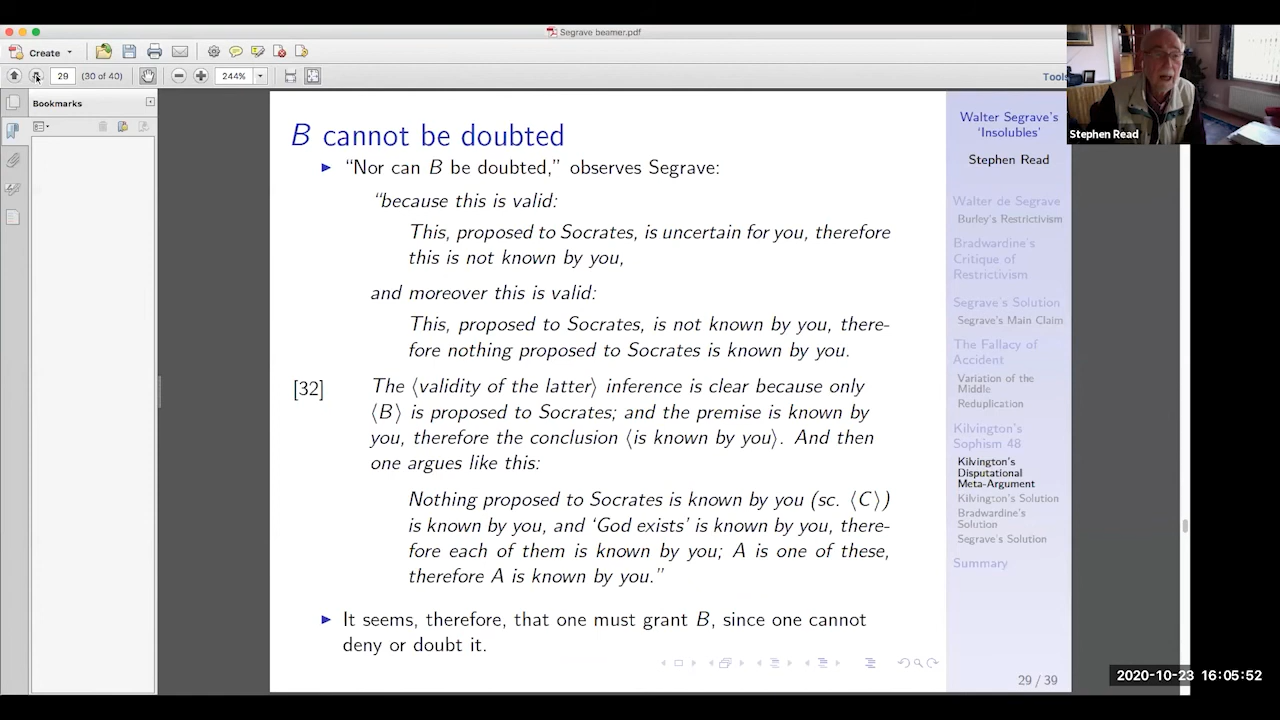 Segrave beamer.pdf
Create
29 (30 of 40) 244% Tools
Bookmarks
B cannot be doubted
▶ “Nor can B be doubted,” observes Segrave:
“because this is valid:
This, proposed to Socrates, is uncertain for you, therefore
this is not known by you,
and moreover this is valid:
This, proposed to Socrates, is not known by you, there-
fore nothing proposed to Socrates is known by you.
[32] The ⟨validity of the latter⟩ inference is clear because only
⟨B⟩ is proposed to Socrates; and the premise is known by
you, therefore the conclusion ⟨is known by you⟩. And then
one argues like this:
Nothing proposed to Socrates is known by you (sc. ⟨C⟩)
is known by you, and ‘God exists’ is known by you, there-
fore each of them is known by you; A is one of these,
therefore A is known by you.”
▶ It seems, therefore, that one must grant B, since one cannot
deny or doubt it.
Walter Segrave’s
‘Insolubles’
Stephen Read
Walter de Segrave
Burley’s Restrictivism
Bradwardine’s
Critique of
Restrictivism
Segrave’s Solution
Segrave’s Main Claim
The Fallacy of
Accident
Variation of the
Middle
Reduplication
Kilvington’s
Sophism 48
Kilvington’s
Disputational
Meta-Argument
Kilvington’s Solution
Bradwardine’s
Solution
Segrave’s Solution
Summary
29 / 39
Stephen Read
2020-10-23 16:05:52